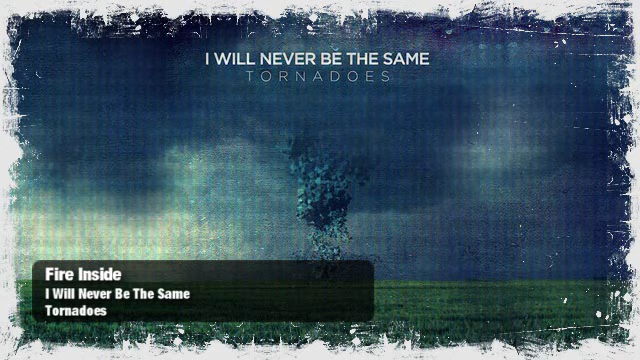 I WILL NEVER BE THE SAME
TORNADOES
Fire Inside
I Will Never Be The Same
Tornadoes